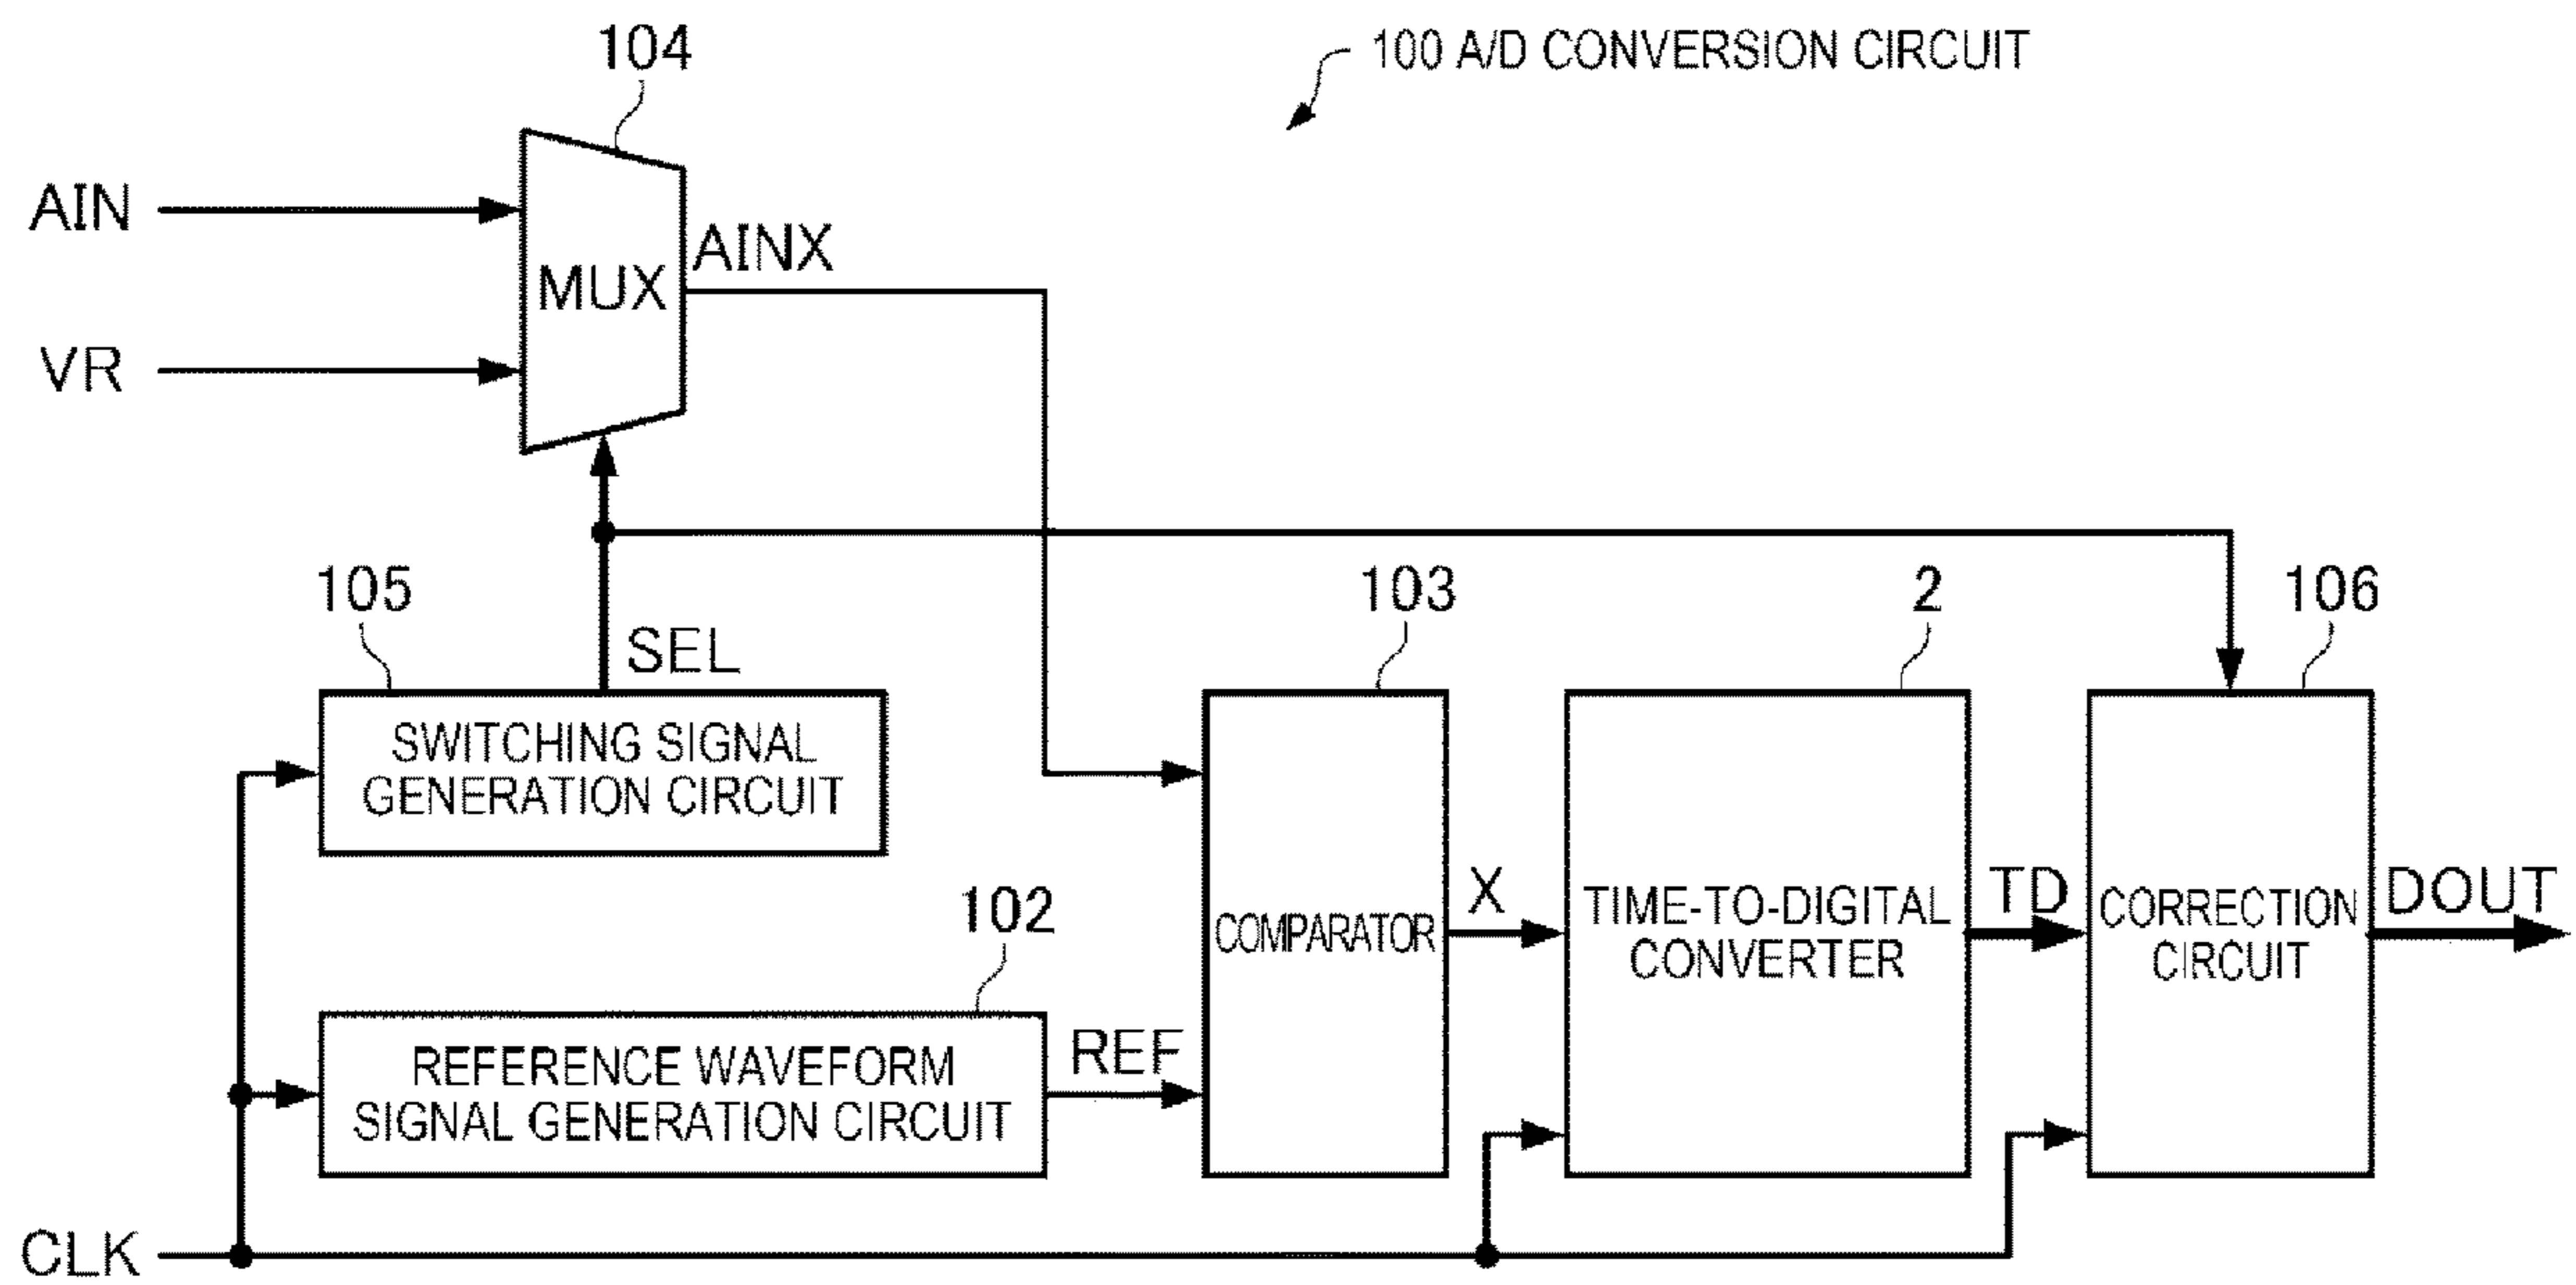 104
100 A/D CONVERSION CIRCUIT
AIN
MUX
AINX
VR
105
SEL
103
2
106
SWITCHING SIGNAL
GENERATION CIRCUIT
102
REFERENCE WAVEFORM
SIGNAL GENERATION CIRCUIT
REF
COMPARATOR
X
TIME-TO-DIGITAL
CONVERTER
TD
CORRECTION
CIRCUIT
DOUT
CLK